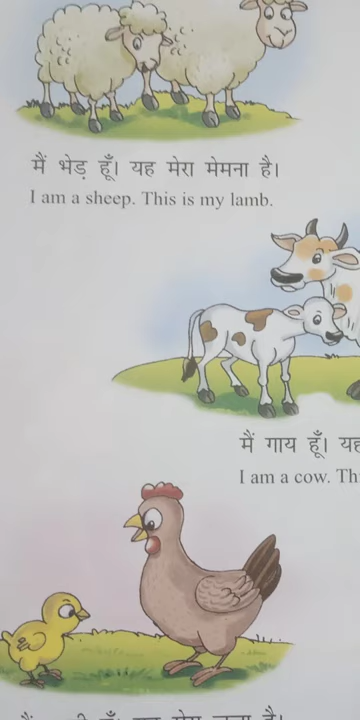 मैं भेड़ हूँ। यह मेरा मेमना है।
I am a sheep. This is my lamb.
मैं गाय हूँ। यह
I am a cow. Th